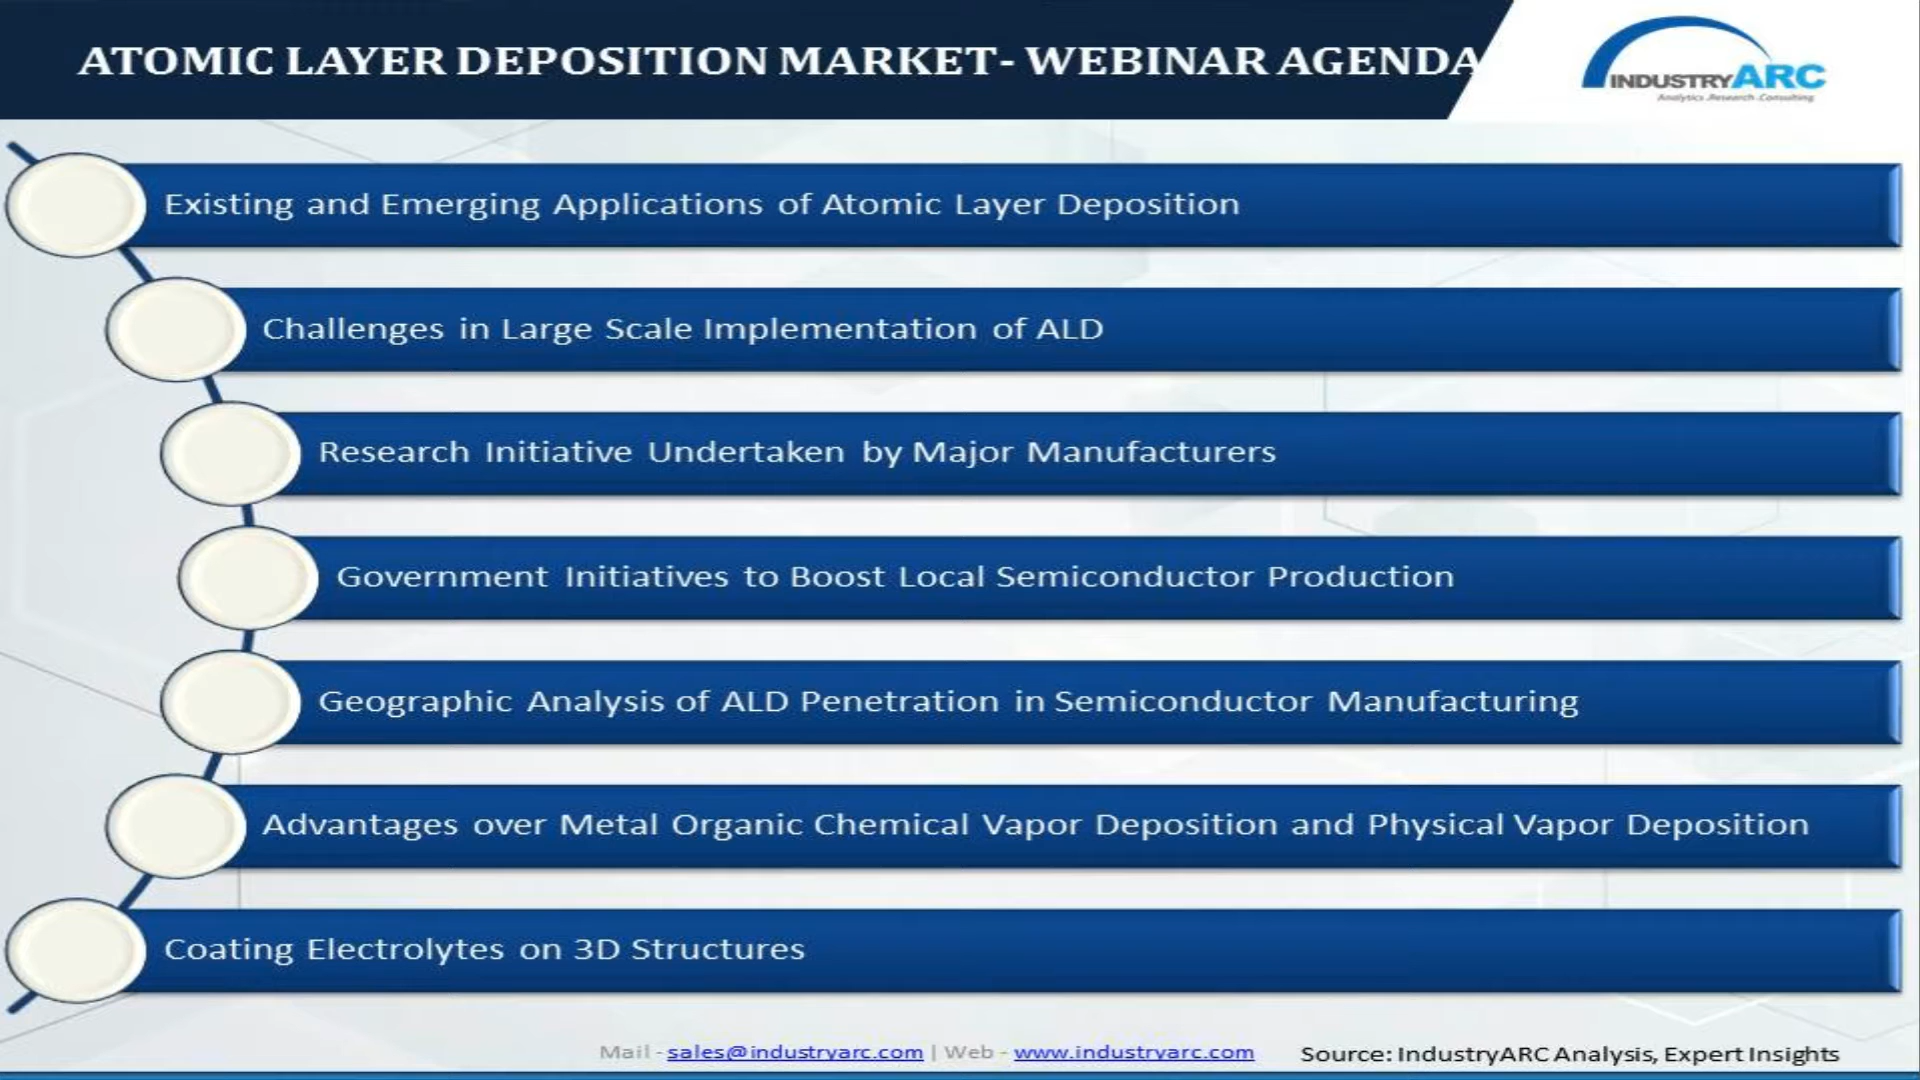 ATOMIC LAYER DEPOSITION MARKET- WEBINAR AGENDA
INDUSTRYARC
Analytics.Research.Consulting
Existing and Emerging Applications of Atomic Layer Deposition
Challenges in Large Scale Implementation of ALD
Research Initiative Undertaken by Major Manufacturers
Government Initiatives to Boost Local Semiconductor Production
Geographic Analysis of ALD Penetration in Semiconductor Manufacturing
Advantages over Metal Organic Chemical Vapor Deposition and Physical Vapor Deposition
Coating Electrolytes on 3D Structures
Mail - sales@industryarc.com | Web - www.industryarc.com
Source: IndustryARC Analysis, Expert Insights